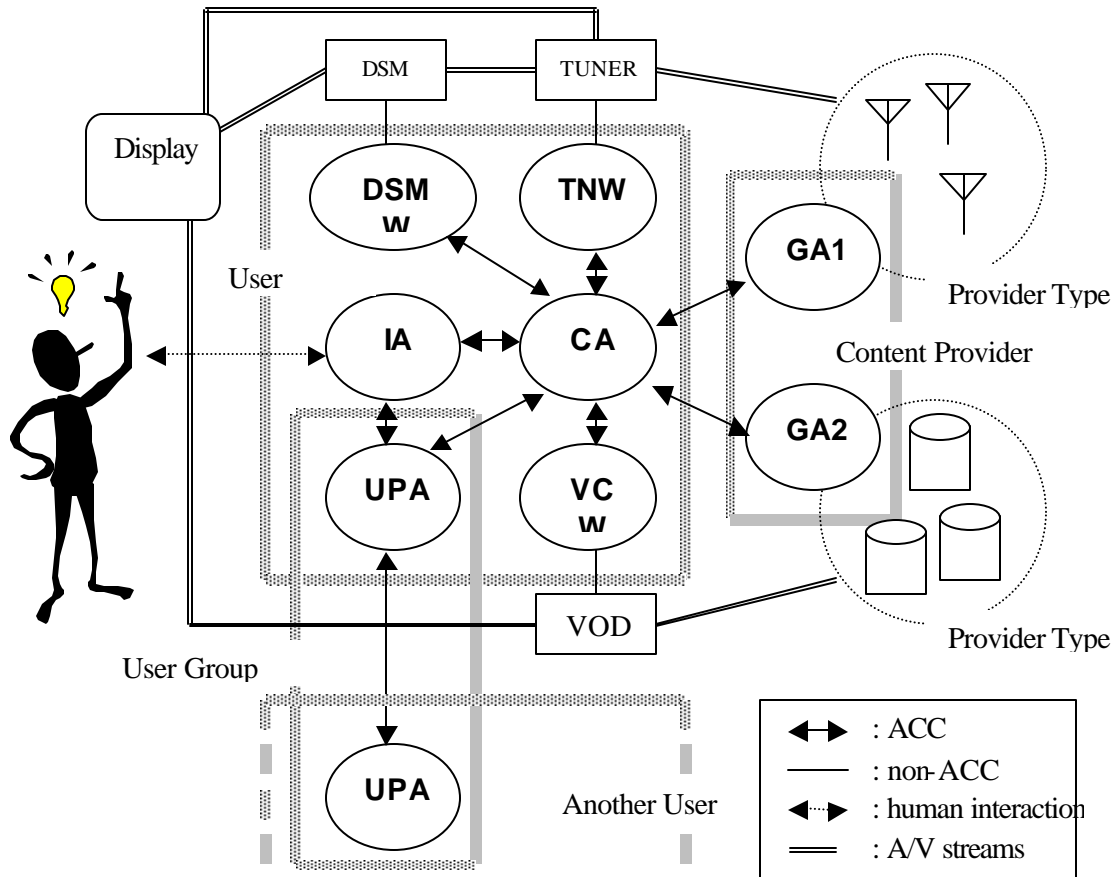 DSM
TUNER
Display
DSM
W
TNW
GA1
User
Provider Type
IA
CA
Content Provider
GA2
UPA
VC
W
VOD
Provider Type
User Group
: ACC
: non-ACC
UPA
Another User
: human interaction
: A/V streams